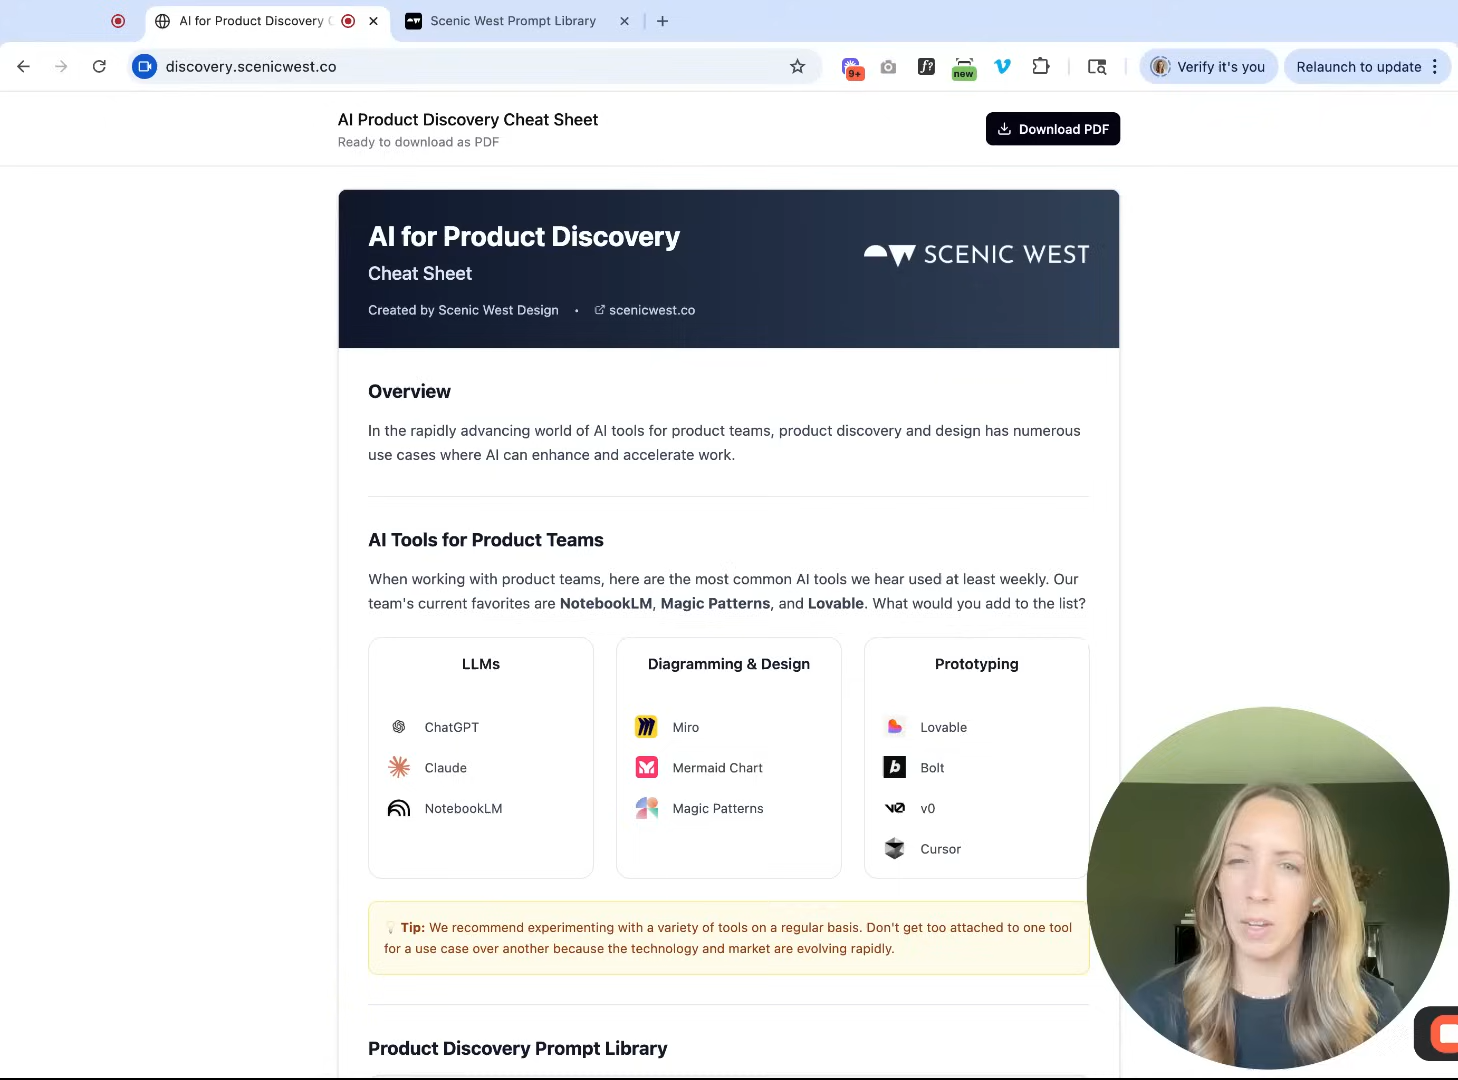 AI for Product Discovery
Scenic West Prompt Library
discovery.scenicwest.co
9+
f?
new
Verify it's you
Relaunch to update
AI Product Discovery Cheat Sheet
Ready to download as PDF
Download PDF
AI for Product Discovery
Cheat Sheet
Created by Scenic West Design • scenicwest.co
SCENIC WEST
Overview
In the rapidly advancing world of AI tools for product teams, product discovery and design has numerous
use cases where AI can enhance and accelerate work.
AI Tools for Product Teams
When working with product teams, here are the most common AI tools we hear used at least weekly. Our
team's current favorites are NotebookLM, Magic Patterns, and Lovable. What would you add to the list?
LLMs
ChatGPT
Claude
NotebookLM
Diagramming & Design
Miro
Mermaid Chart
Magic Patterns
Prototyping
Lovable
b Bolt
v0 v0
Cursor
Tip: We recommend experimenting with a variety of tools on a regular basis. Don't get too attached to one tool
for a use case over another because the technology and market are evolving rapidly.
Product Discovery Prompt Library